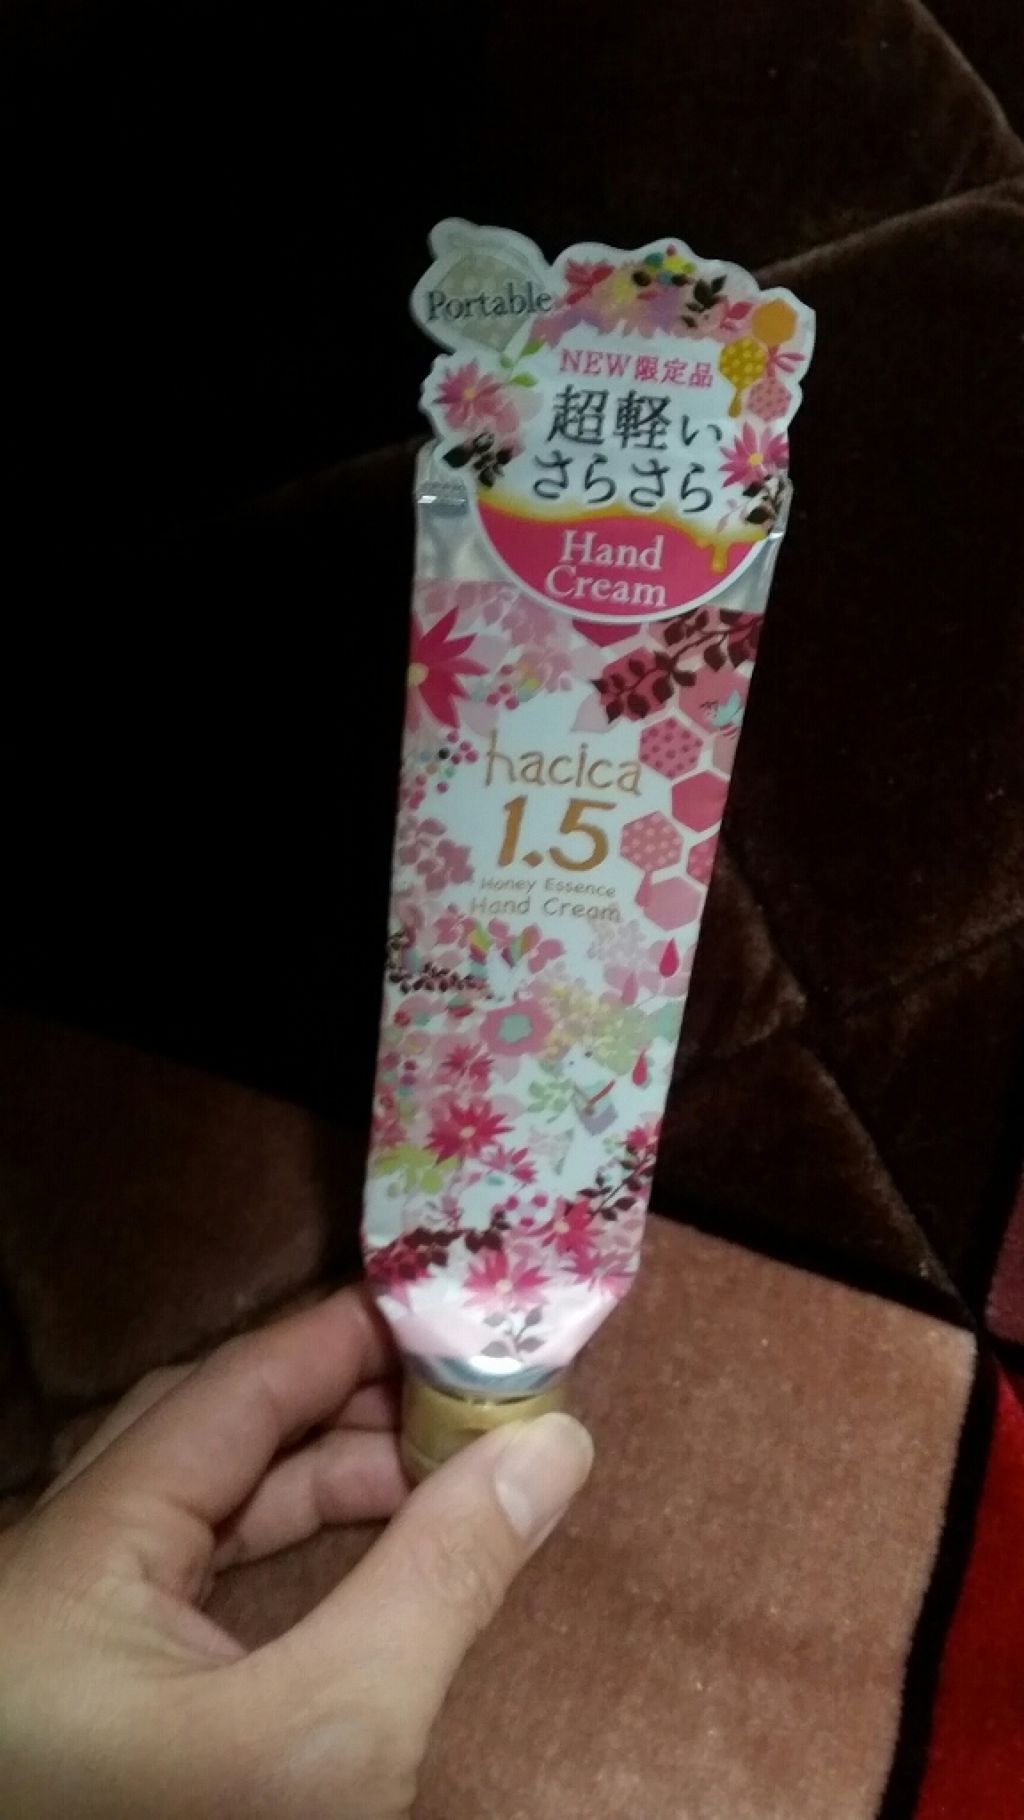 Portable
NEW限定品
超軽い
さらさら
Hand
Cream
hacica
1.5
Honey Essence
Hand Cream